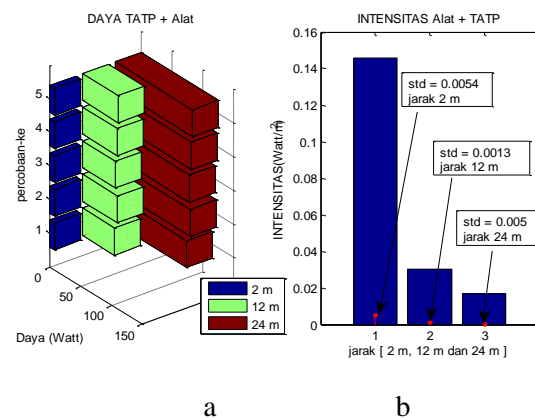 DAYA TATP + Alat
percobaan-ke
5
4
3
2
1
0
50
100
150
Daya (Watt)
2 m
12 m
24 m
a
INTENSITAS Alat + TATP
INTENSITAS(Watt/m²)
0.16
0.14
0.12
0.1
0.08
0.06
0.04
0.02
0
std = 0.0054
jarak 2 m
std = 0.0013
jarak 12 m
std = 0.005
jarak 24 m
1 2 3
jarak [ 2 m, 12 m dan 24 m ]
b